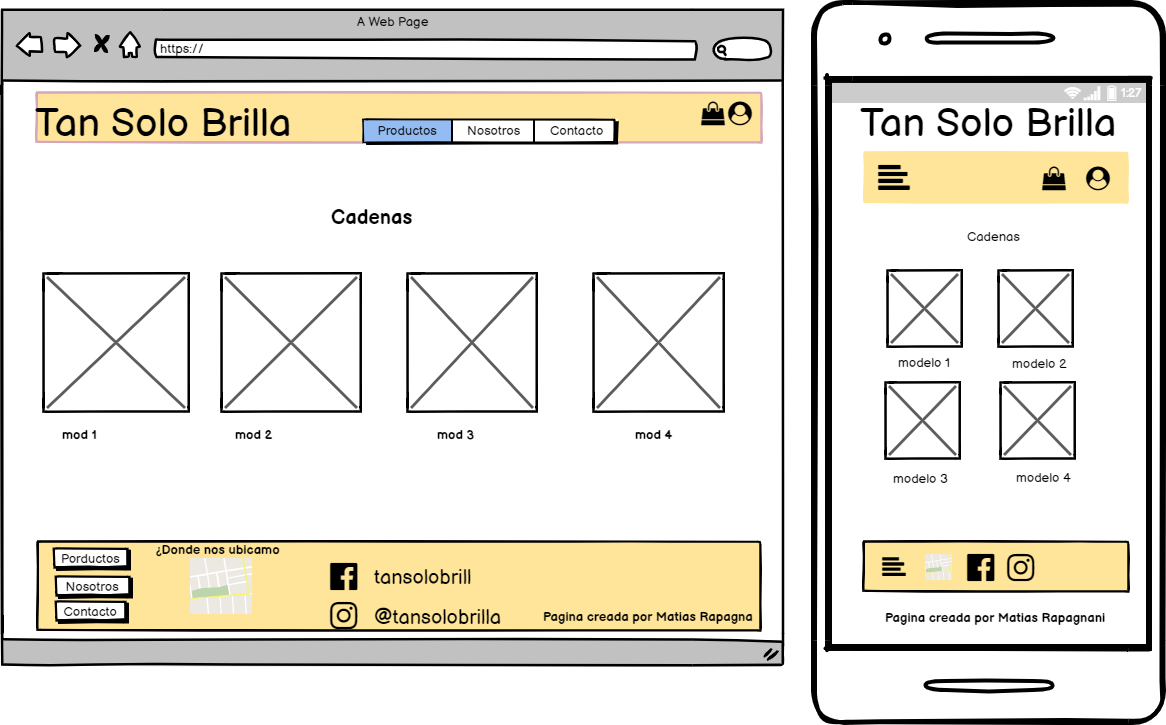 A Web Page
https://
Tan Solo Brilla
Productos
Nosotros
Contacto
Cadenas
mod 1
mod 2
mod 3
mod 4
Porductos
Nosotros
Contacto
¿Donde nos ubicamo
tansolobrill
@tansolobrilla
Pagina creada por Matias Rapagna
1:27
Tan Solo Brilla
Cadenas
modelo 1
modelo 2
modelo 3
modelo 4
Pagina creada por Matias Rapagnani